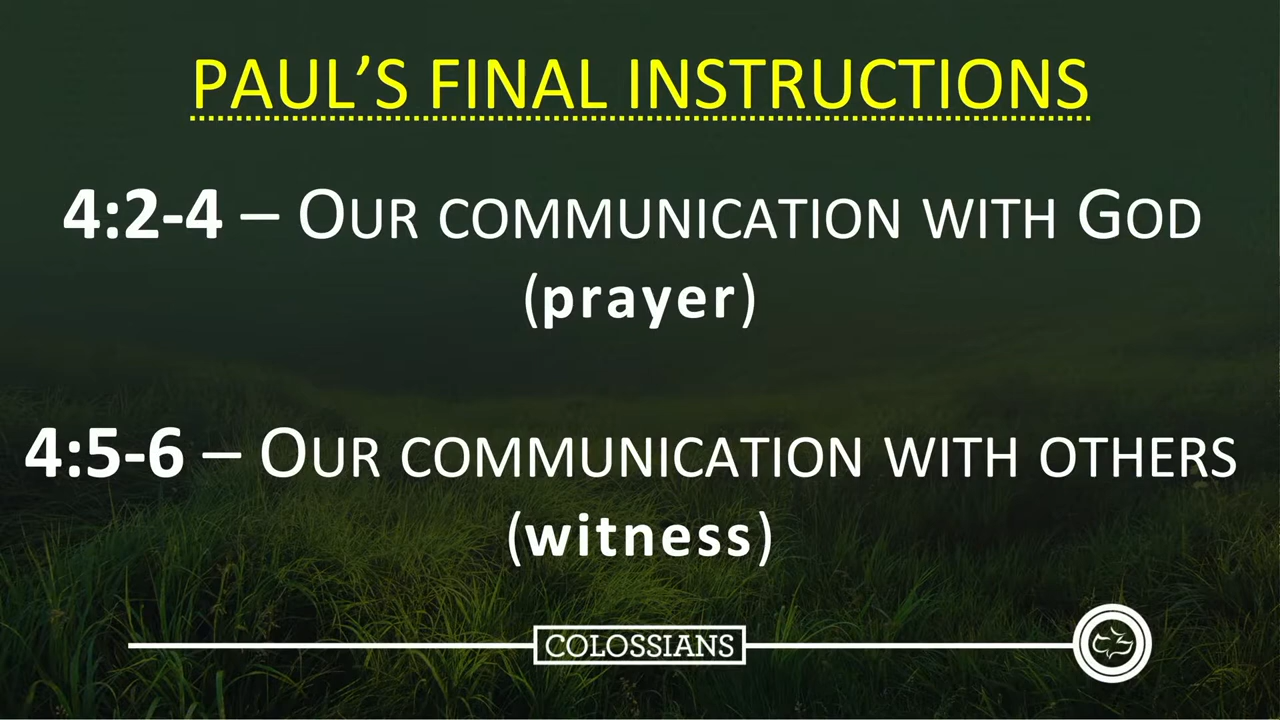 PAUL’S FINAL INSTRUCTIONS
4:2-4 – OUR COMMUNICATION WITH GOD
(prayer)
4:5-6 – OUR COMMUNICATION WITH OTHERS
(witness)
COLOSSIANS